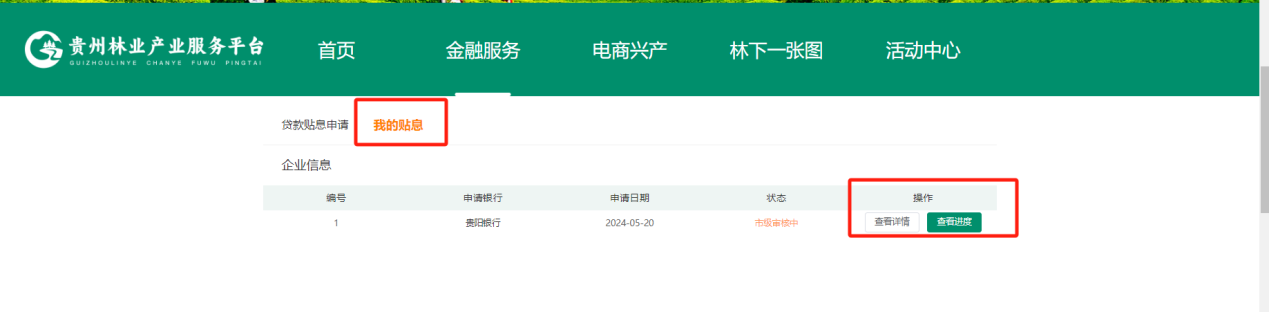 贵州林业产业服务平台 首页 金融服务 电商兴产 林下一张图 活动中心
GUIZHOULINYE CHANYE FUWU PINGTAI
贷款贴息申请 我的贴息
企业信息
编号 申请银行 申请日期 状态 操作
1 贵阳银行 2024-05-20 市级审核中 查看详情 查看进度